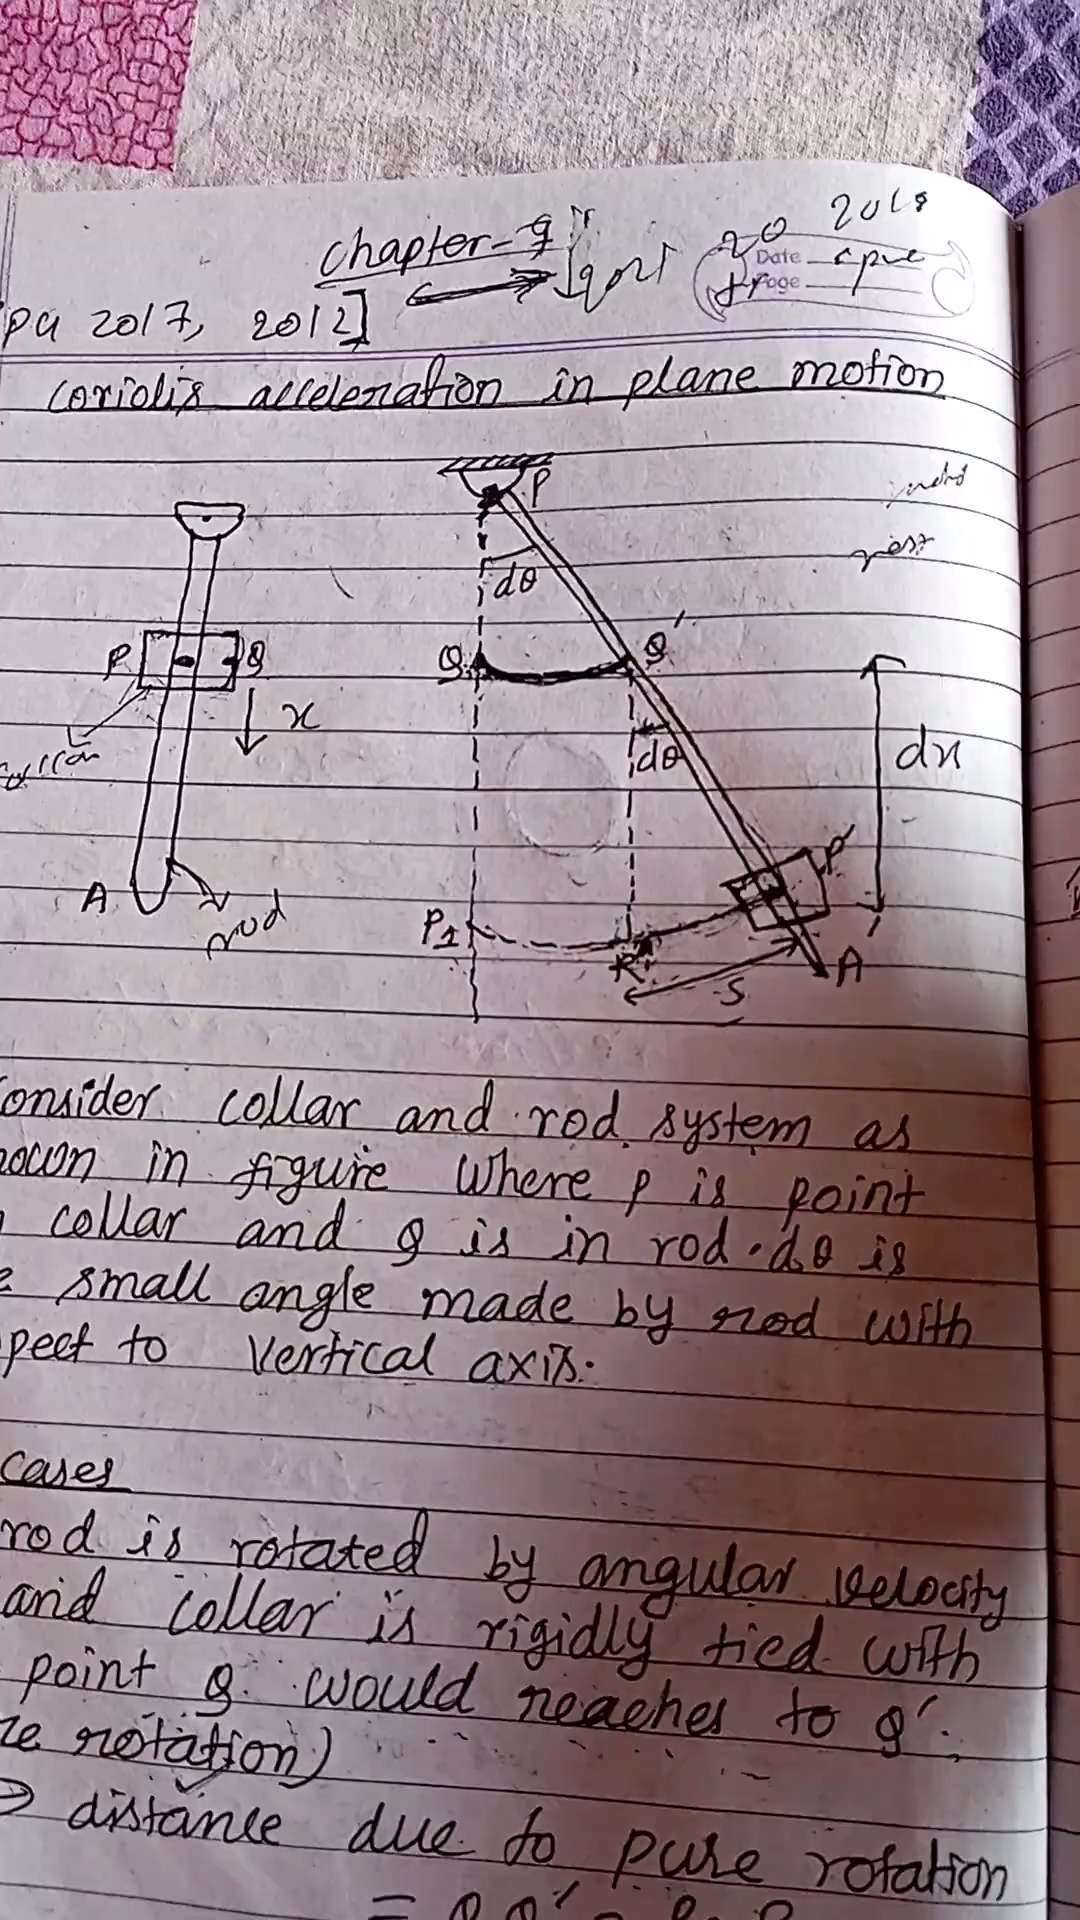 chapter-9
20 2018
Date
Page
2017, 2012]
coriolis acceleration in plane motion
P
dθ
Q Q'
P Q
x
dθ
dx
A
rod
P1
P'
S
A'
onsider collar and rod system as
in figure where p is point
collar and Q is in rod. dθ is
small angle made by rod with
pect to vertical axis.
cases
rod is rotated by angular velocity
and collar is rigidly tied with
point Q would reaches to Q'.
re rotation)
⇒ distance due to pure rotation